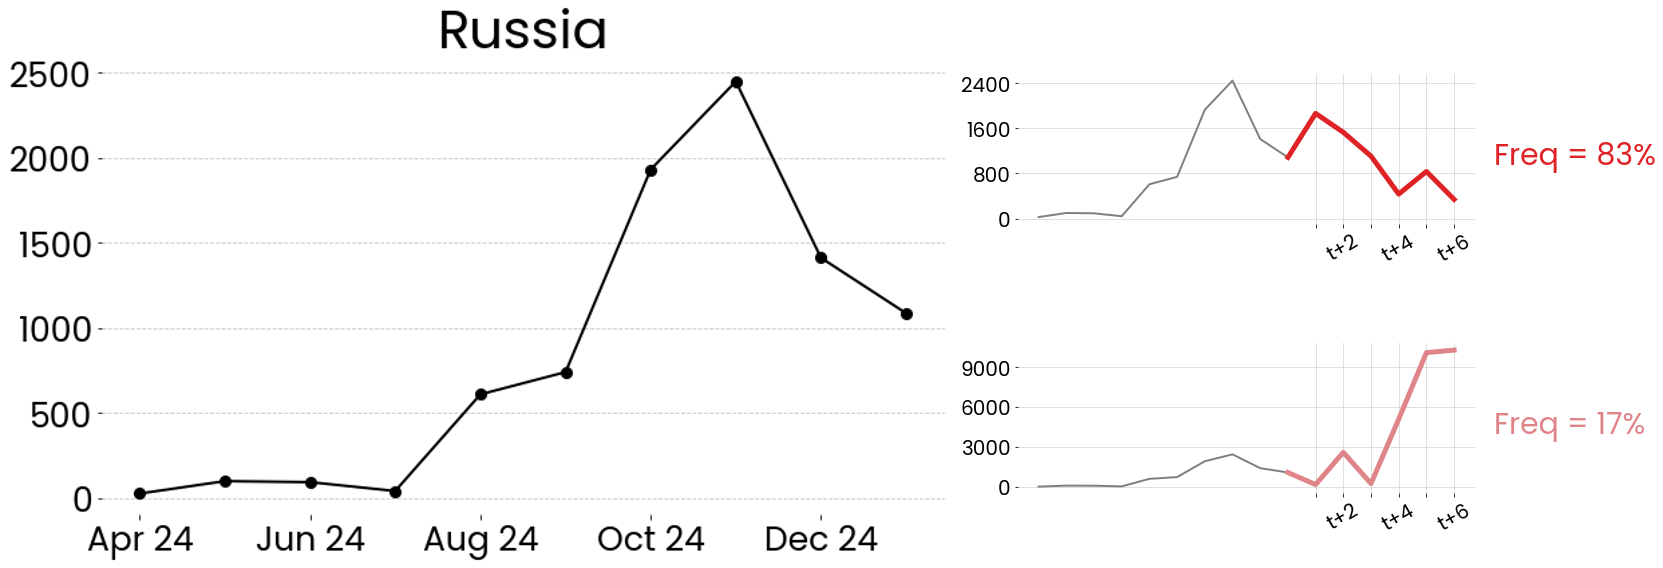 Russia
2500
2000
1500
1000
500
0
Apr 24
Jun 24
Aug 24
Oct 24
Dec 24
2400
1600
800
0
t+2
t+4
t+6
Freq = 83%
9000
6000
3000
0
t+2
t+4
t+6
Freq = 17%